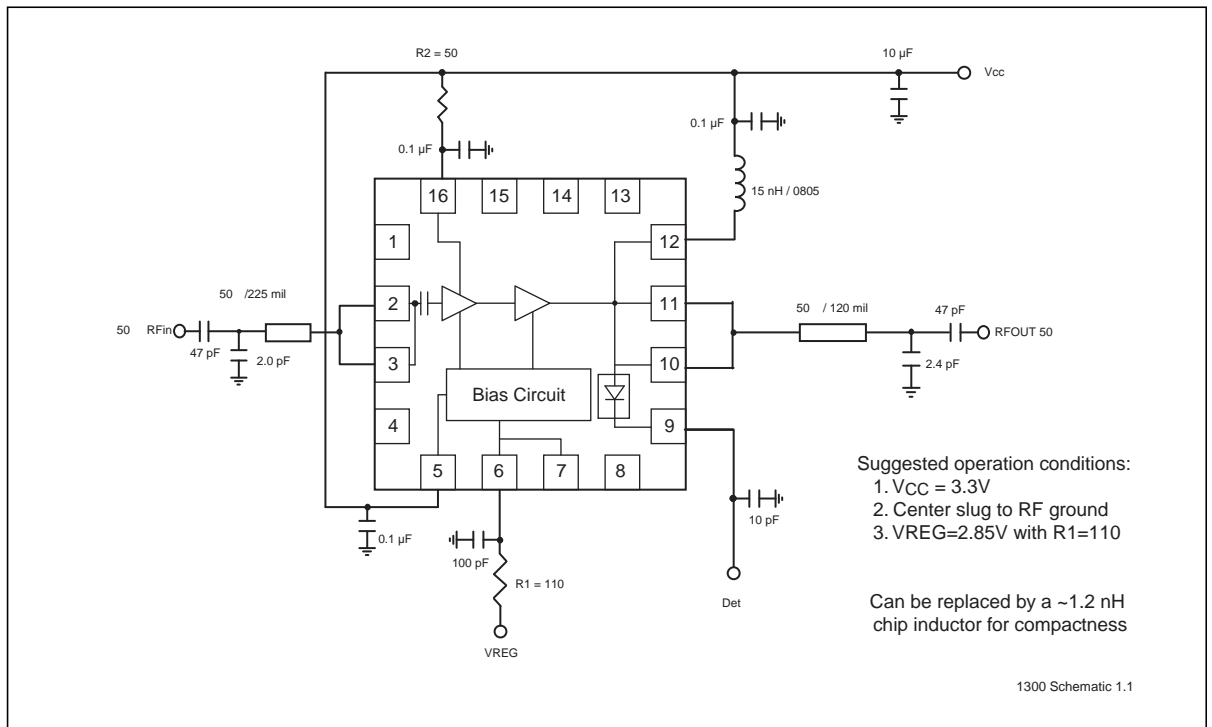 R2 = 50
10 µF
Vcc
0.1 µF
0.1 µF
15 nH / 0805
16
15
14
13
1
12
50 /225 mil
2
11
50 / 120 mil
47 pF
50 RFin
RFOUT 50
47 pF
2.0 pF
3
10
2.4 pF
Bias Circuit
4
9
5
6
7
8
Suggested operation conditions:
1. VCC = 3.3V
2. Center slug to RF ground
3. VREG=2.85V with R1=110
10 pF
0.1 µF
100 pF
R1 = 110
Det
Can be replaced by a ~1.2 nH
chip inductor for compactness
VREG
1300 Schematic 1.1